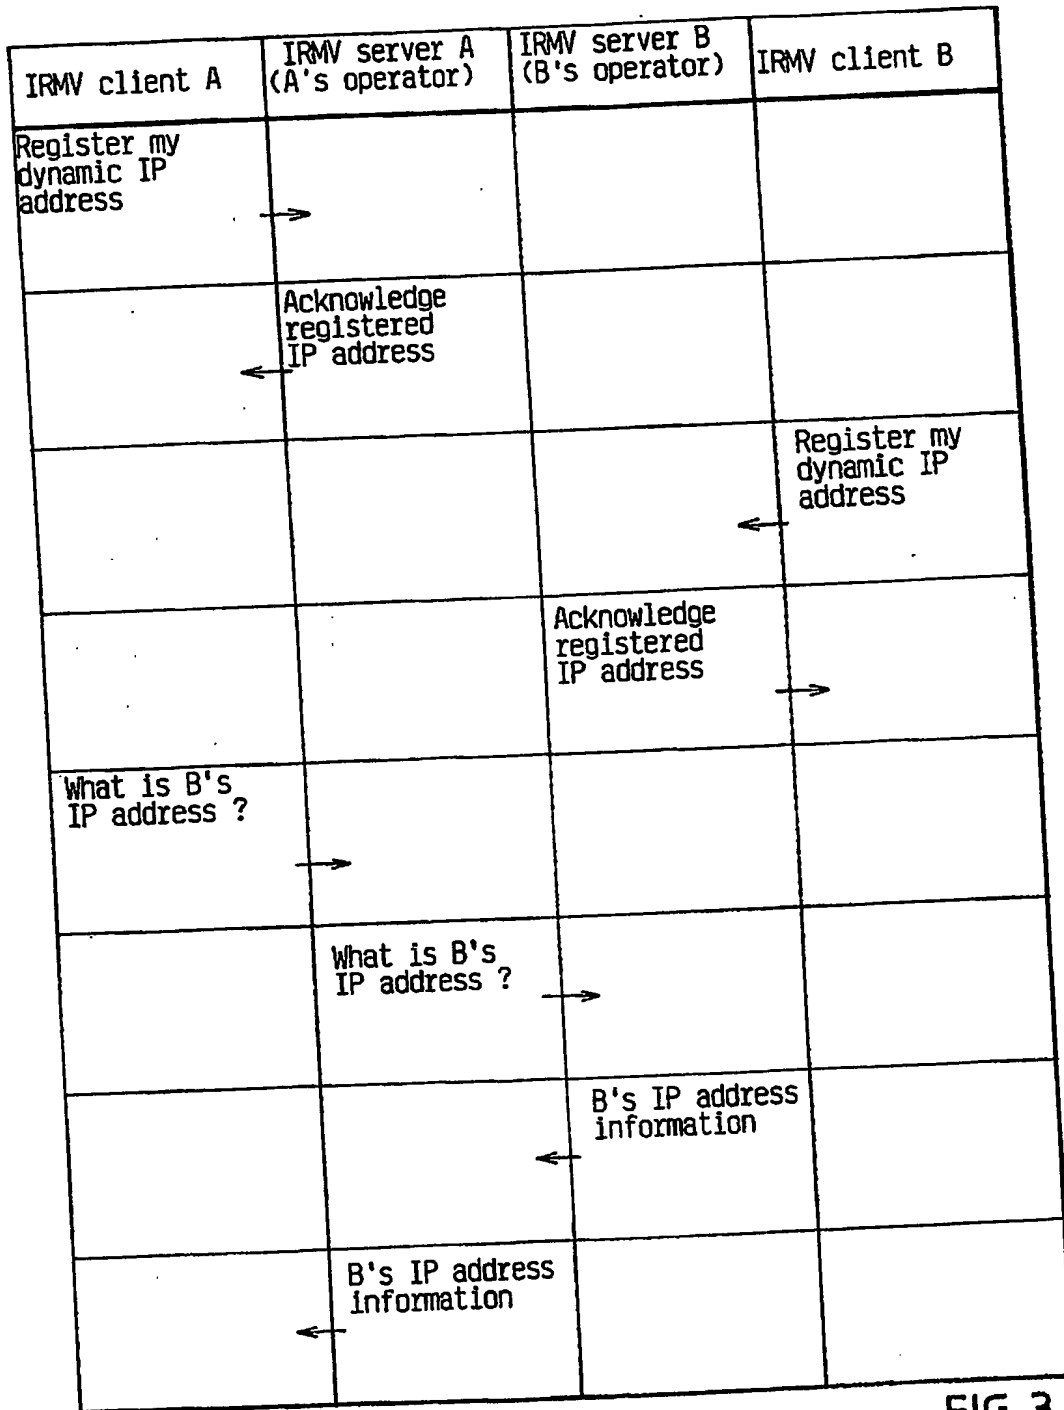 IRMV client A
IRMV server A
(A's operator)
IRMV server B
(B's operator)
IRMV client B
Register my
dynamic IP
address
Acknowledge
registered
IP address
Register my
dynamic IP
address
Acknowledge
registered
IP address
What is B's
IP address ?
What is B's
IP address ?
B's IP address
information
B's IP address
information
FIG. 3